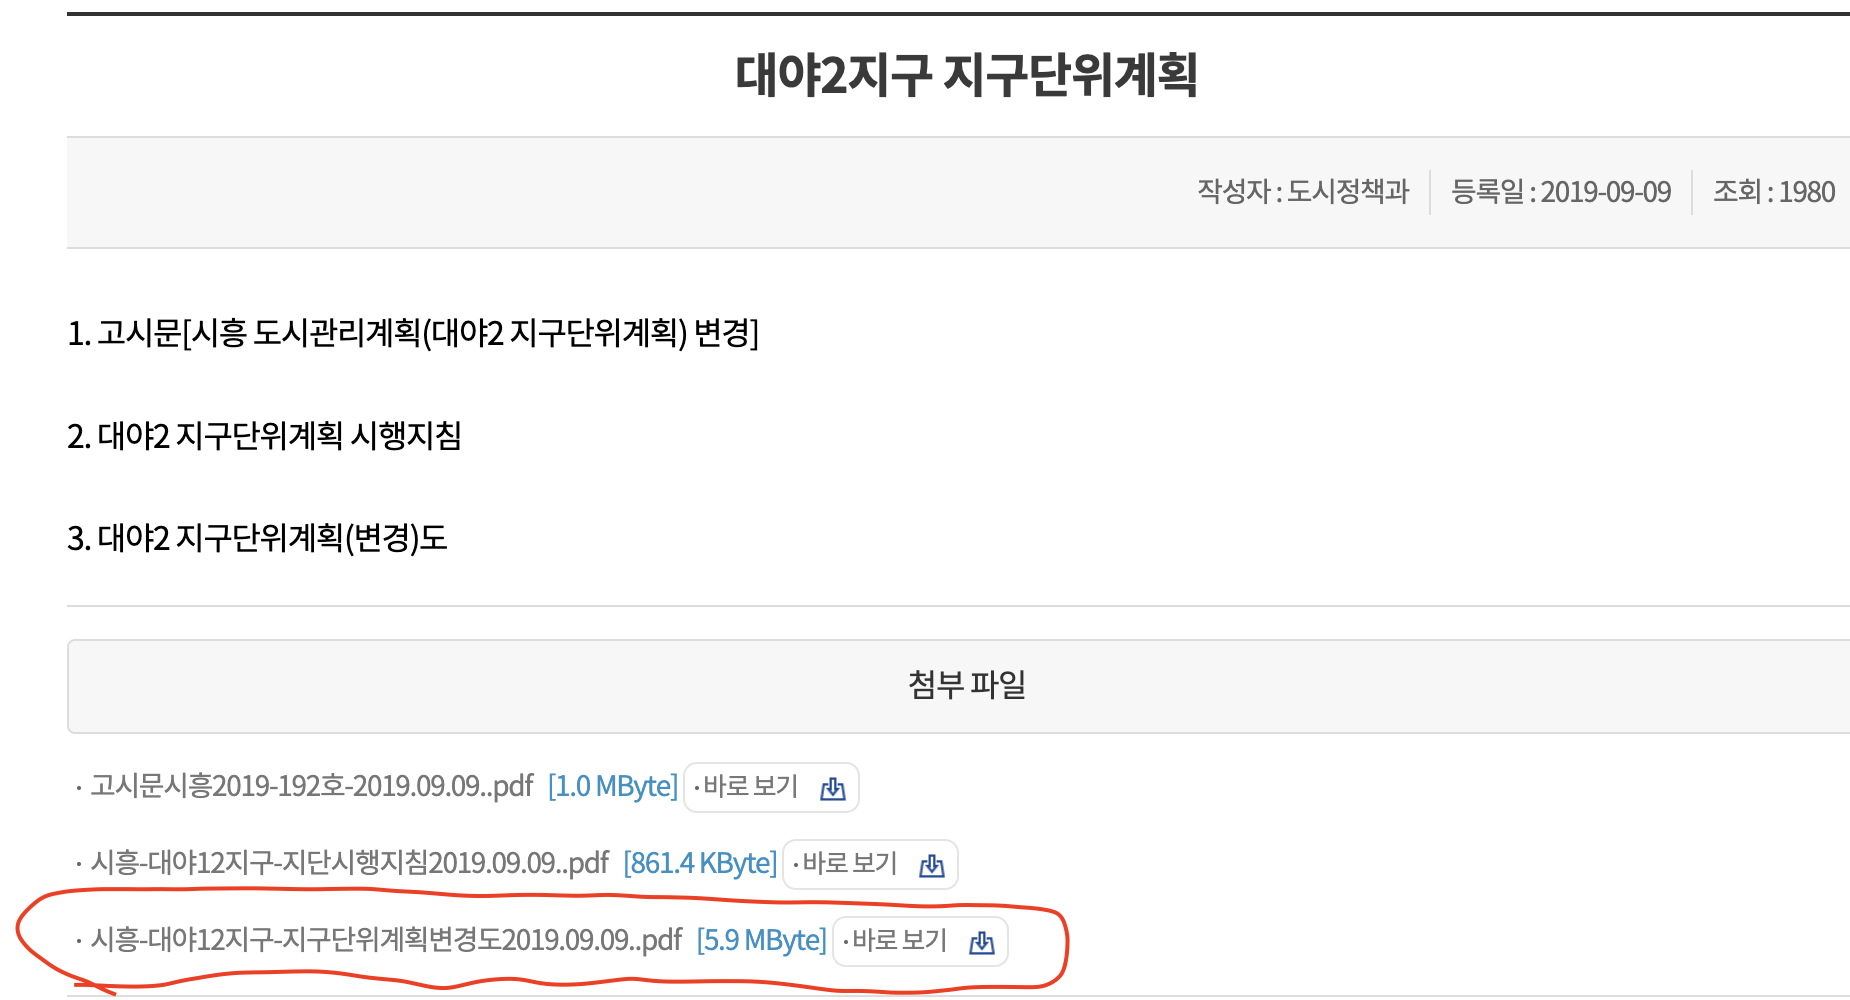 대야2지구 지구단위계획
작성자 : 도시정책과 등록일 : 2019-09-09 조회 : 1980
1. 고시문[시흥 도시관리계획(대야2 지구단위계획) 변경]
2. 대야2 지구단위계획 시행지침
3. 대야2 지구단위계획(변경)도
첨부 파일
· 고시문시흥2019-192호-2019.09.09..pdf [1.0 MByte] · 바로 보기
· 시흥-대야12지구-지단시행지침2019.09.09..pdf [861.4 KByte] · 바로 보기
· 시흥-대야12지구-지구단위계획변경도2019.09.09..pdf [5.9 MByte] · 바로 보기